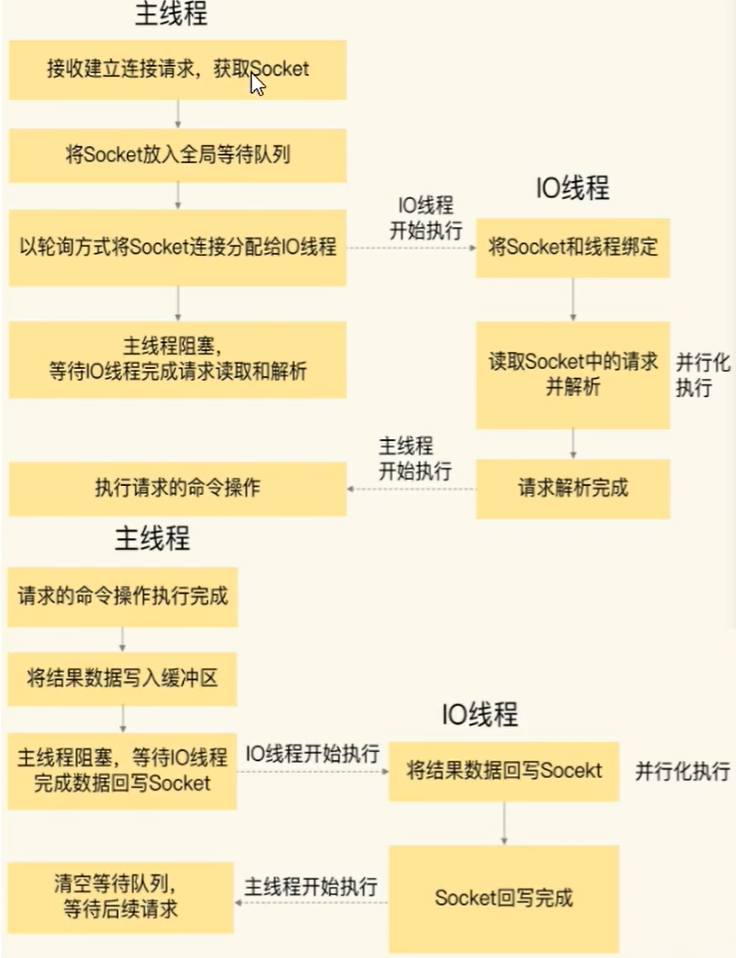 主线程
接收建立连接请求，获取Socket
将Socket放入全局等待队列
以轮询方式将Socket连接分配给IO线程
主线程阻塞，
等待IO线程完成请求读取和解析
IO线程
开始执行
IO线程
将Socket和线程绑定
读取Socket中的请求
并解析
并行化
执行
请求解析完成
主线程
开始执行
执行请求的命令操作
主线程
请求的命令操作执行完成
将结果数据写入缓冲区
主线程阻塞，等待IO线程
完成数据回写Socket
IO线程开始执行
IO线程
将结果数据回写Socekt
并行化执行
Socket回写完成
主线程开始执行
清空等待队列，
等待后续请求